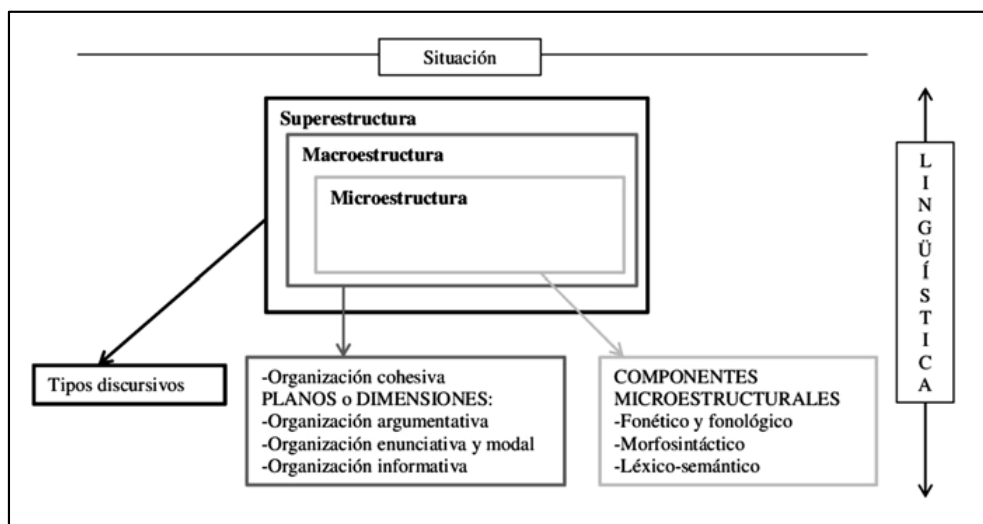 Situación
Superestructura
Macroestructura
Microestructura
Tipos discursivos
-Organización cohesiva
PLANOS o DIMENSIONES:
-Organización argumentativa
-Organización enunciativa y modal
-Organización informativa
COMPONENTES
MICROESTRUCTURALES
-Fonético y fonológico
-Morfosintáctico
-Léxico-semántico
LINGÜÍSTICA